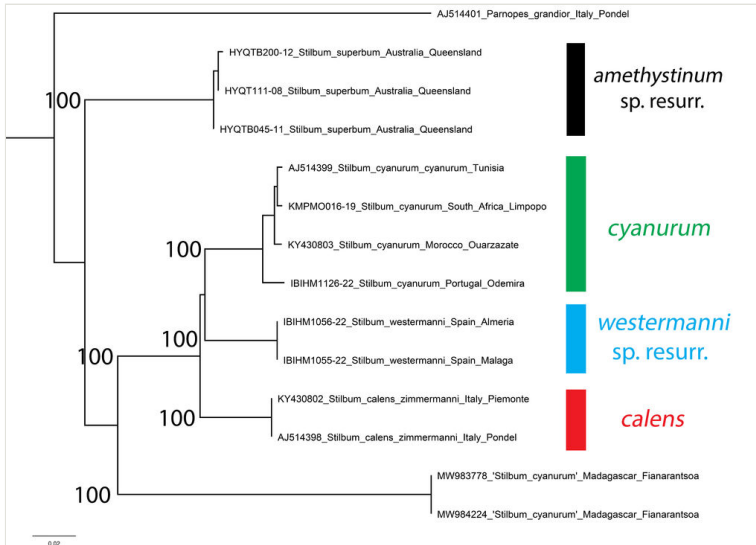 AJ514401_Parnopes_grandior_Italy_Pondel
HYQTB200-12_Stilbum_superbum_Australia_Queensland
HYQT111-08_Stilbum_superbum_Australia_Queensland
HYQTB045-11_Stilbum_superbum_Australia_Queensland
100
amethystinum
sp. resurr.
AJ514399_Stilbum_cyanurum_cyanurum_Tunisia
KMPMO016-19_Stilbum_cyanurum_South_Africa_Limpopo
KY430803_Stilbum_cyanurum_Morocco_Ouarzazate
IBIHM1126-22_Stilbum_cyanurum_Portugal_Odemira
100
cyanurum
IBIHM1056-22_Stilbum_westermanni_Spain_Almeria
IBIHM1055-22_Stilbum_westermanni_Spain_Malaga
100
100
westermanni
sp. resurr.
KY430802_Stilbum_calens_zimmermanni_Italy_Piemonte
AJ514398_Stilbum_calens_zimmermanni_Italy_Pondel
100
calens
MW983778_'Stilbum_cyanurum'_Madagascar_Fianarantsoa
MW984224_'Stilbum_cyanurum'_Madagascar_Fianarantsoa
100
0.02